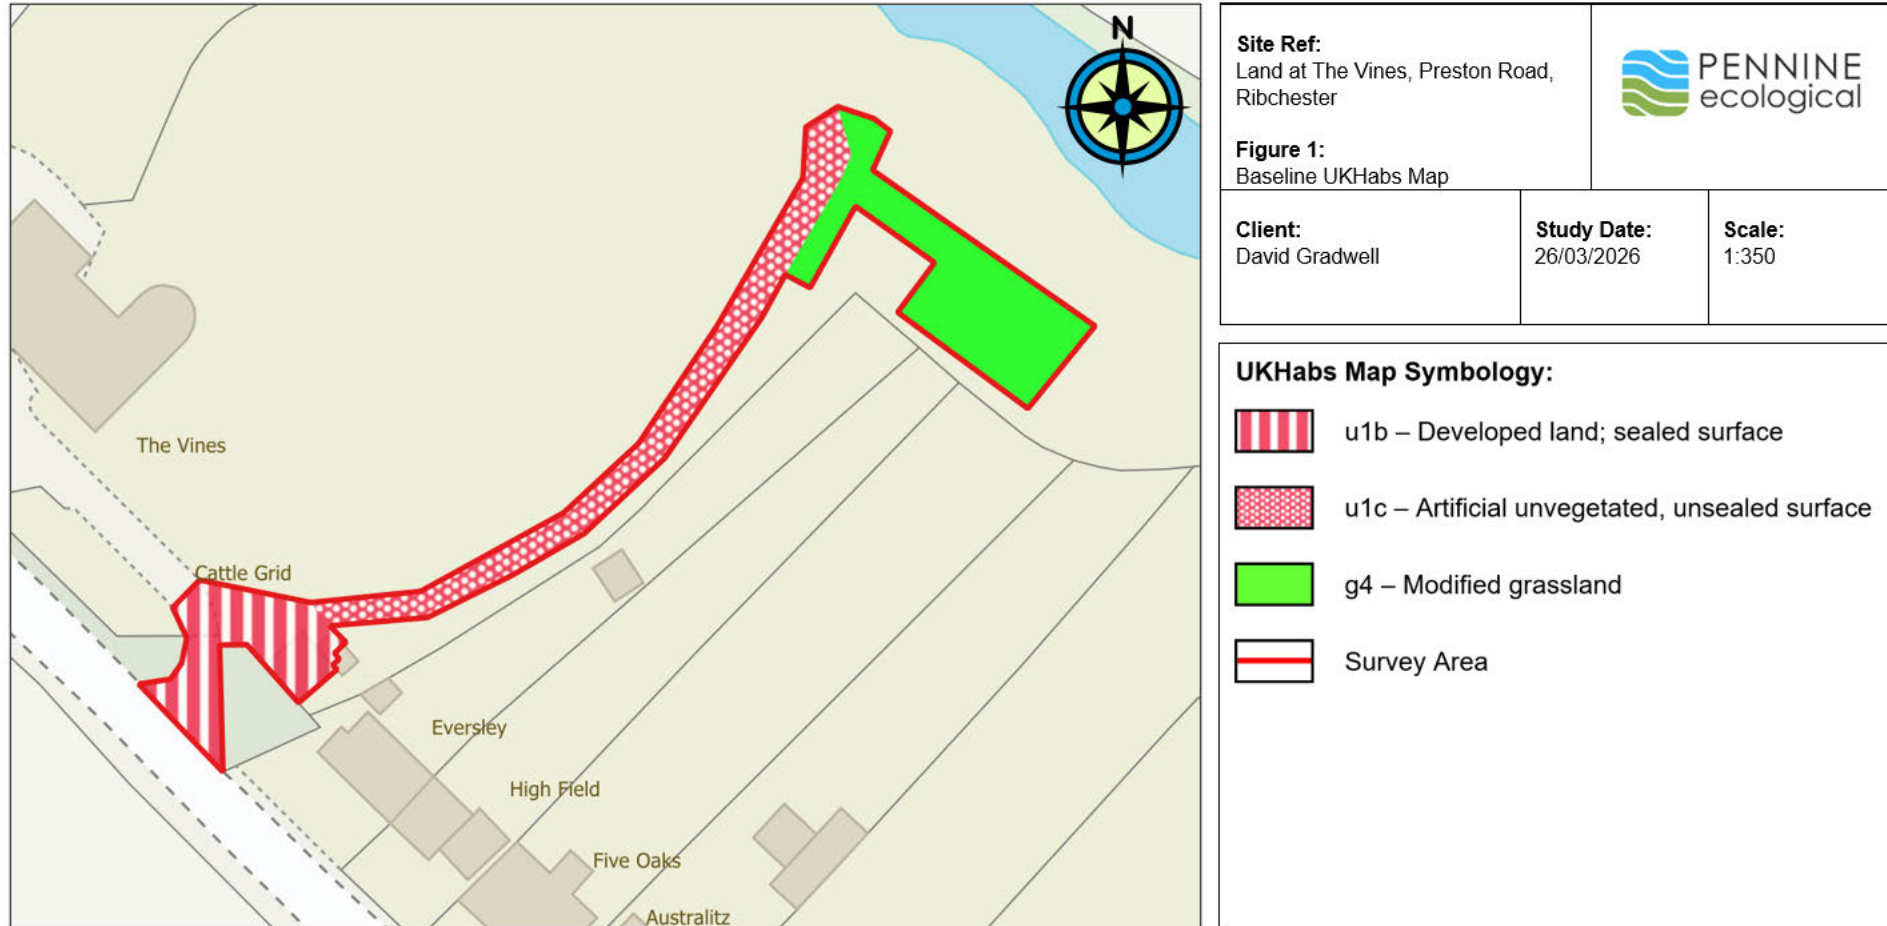 N
The Vines
Cattle Grid
Eversley
High Field
Five Oaks
Australitz
Site Ref:
Land at The Vines, Preston Road,
Ribchester
Figure 1:
Baseline UKHabs Map
PENNINE
ecological
Client:
David Gradwell
Study Date:
26/03/2026
Scale:
1:350
UKHabs Map Symbology:
u1b – Developed land; sealed surface
u1c – Artificial unvegetated, unsealed surface
g4 – Modified grassland
Survey Area